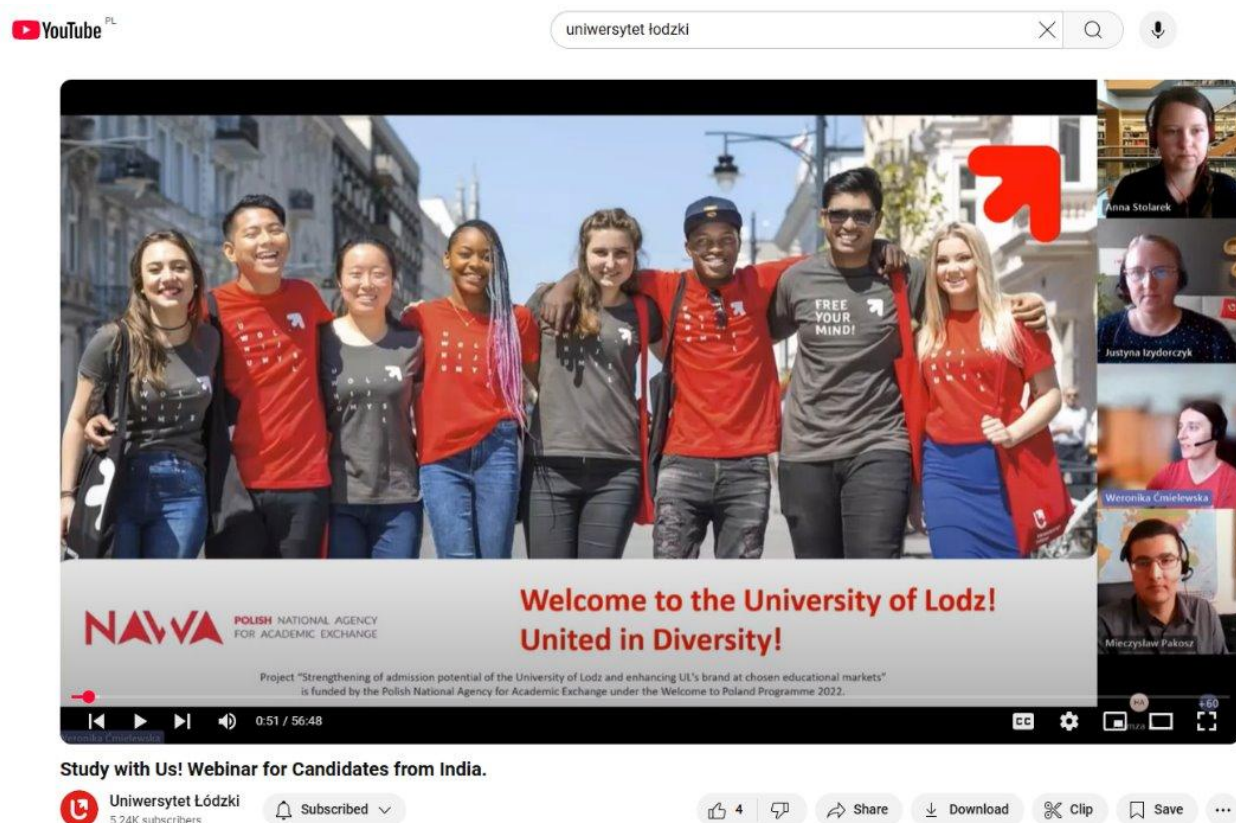 YouTube PL
uniwersytet łodzki
FREE
YOUR
MIND!
Anna Stolarek
Justyna Izydorczyk
Weronika Ćmielewska
Mieczysław Pakosz
NAWA
POLISH NATIONAL AGENCY
FOR ACADEMIC EXCHANGE
Welcome to the University of Lodz!
United in Diversity!
Project "Strengthening of admission potential of the University of Lodz and enhancing UL's brand at chosen educational markets"
is funded by the Polish National Agency for Academic Exchange under the Welcome to Poland Programme 2022.
0:51 / 56:48
CC
HA
+60
Weronika Ćmielewska
Study with Us! Webinar for Candidates from India.
Uniwersytet Łódzki
5.24K subscribers
Subscribed
4
Share
Download
Clip
Save